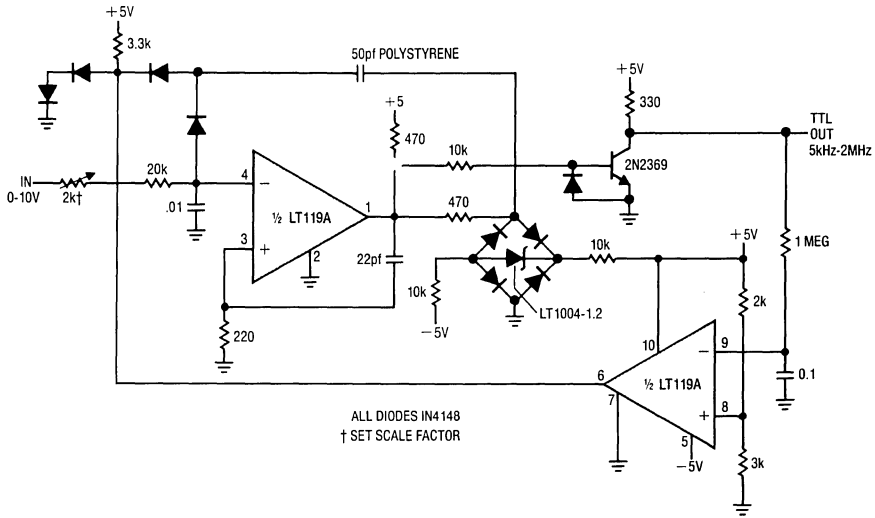 +5V
3.3k
50pf POLYSTYRENE
+5
470
10k
+5V
330
2N2369
TTL
OUT
5kHz-2MHz
IN
0-10V
2k†
20k
.01
4
−
½ LT119A
1
3
+
2
22pf
220
470
10k
−5V
LT1004-1.2
10k
+5V
1 MEG
2k
10
−
9
6
½ LT119A
7
+
8
5
−5V
0.1
3k
ALL DIODES IN4148
† SET SCALE FACTOR